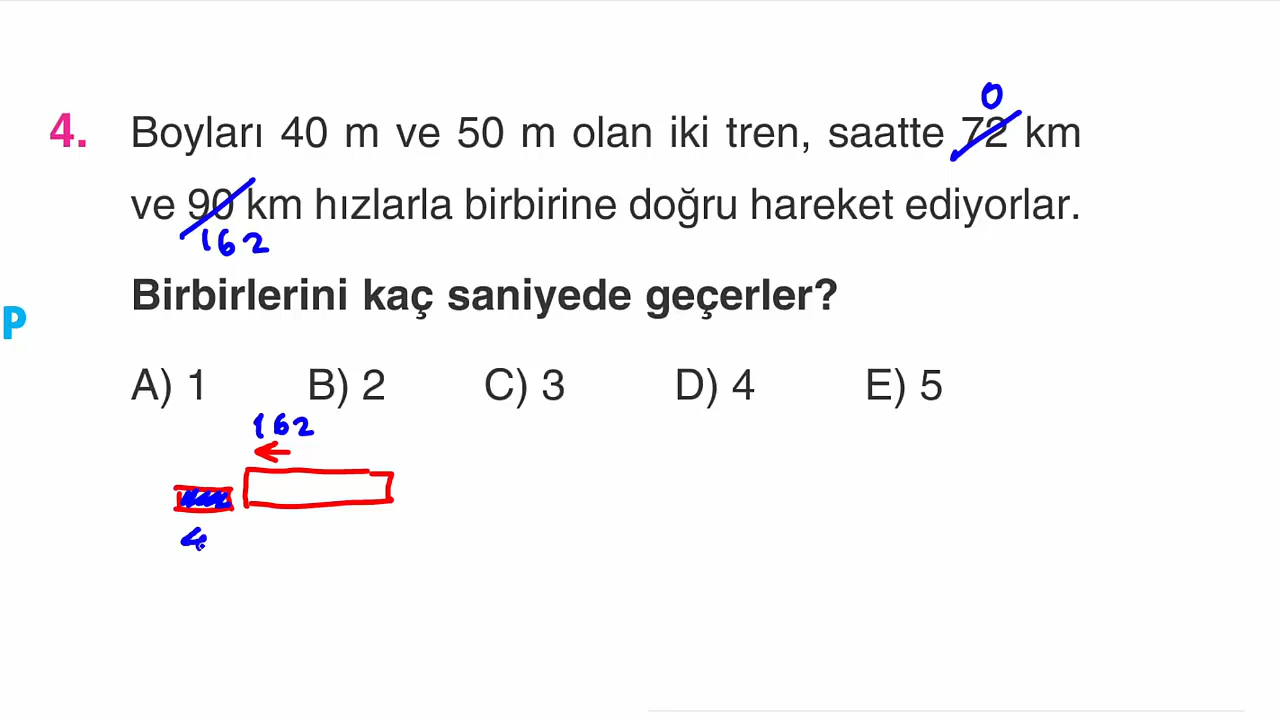 0
4. Boyları 40 m ve 50 m olan iki tren, saatte 72 km
ve 90 km hızlarla birbirine doğru hareket ediyorlar.
162
Birbirlerini kaç saniyede geçerler?
P
A) 1 B) 2 C) 3 D) 4 E) 5
162
4